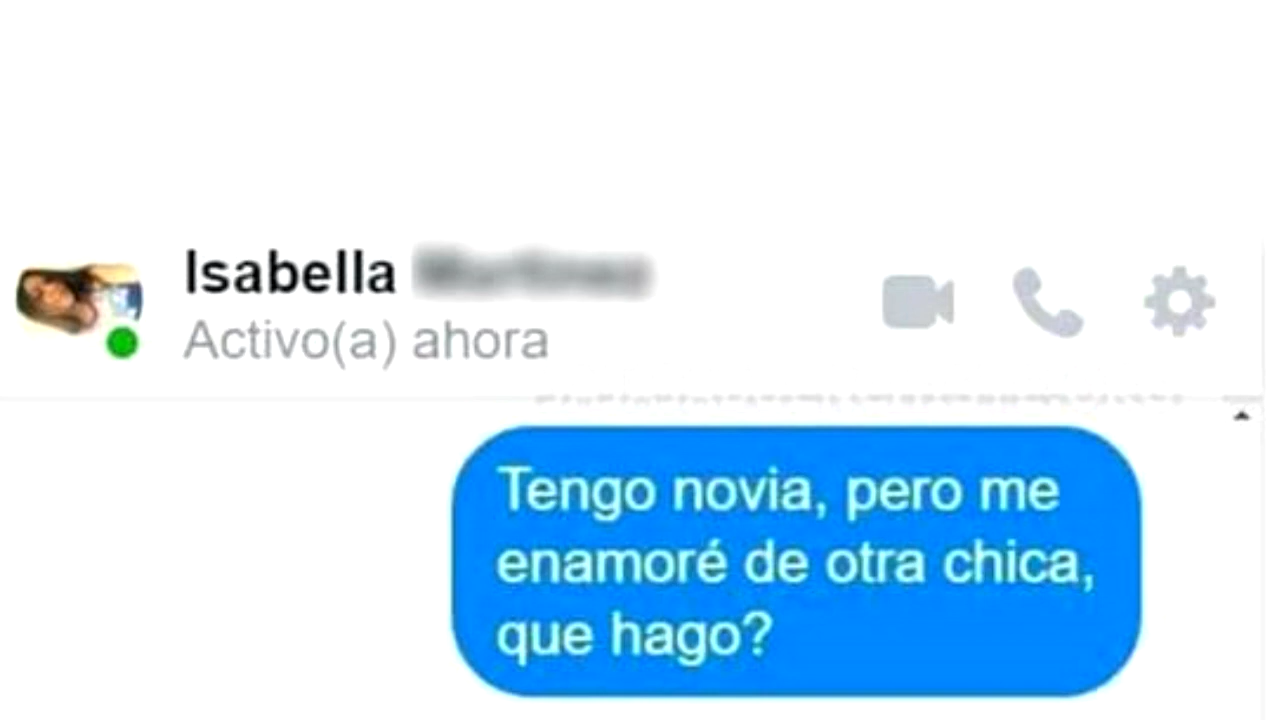 Isabella
Activo(a) ahora
Tengo novia, pero me
enamoré de otra chica,
que hago?